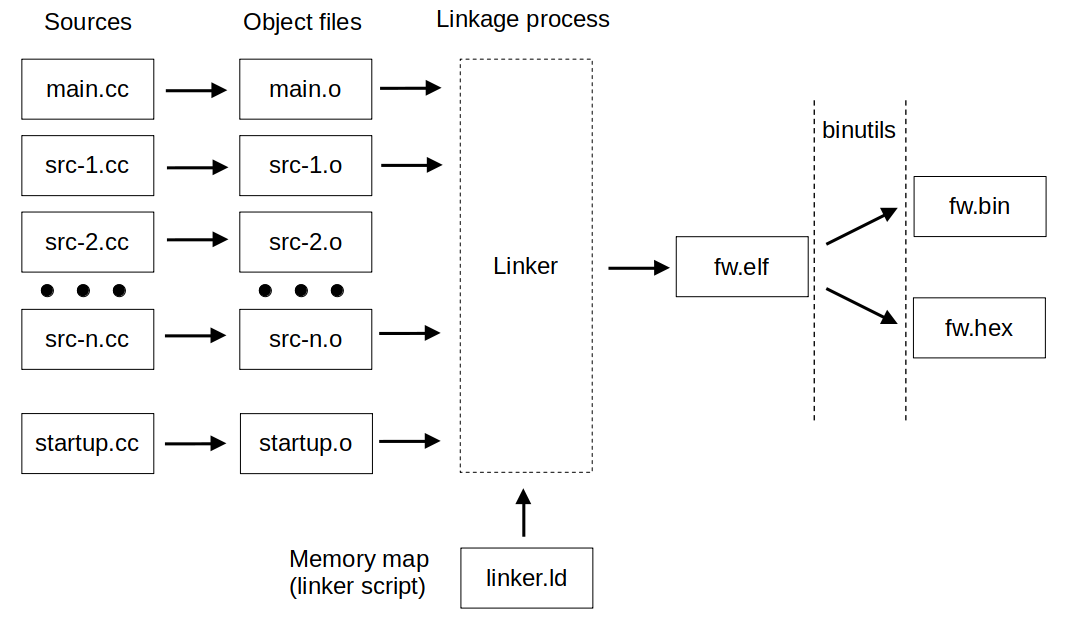 Sources
Object files
Linkage process
main.cc
main.o
src-1.cc
src-1.o
src-2.cc
src-2.o
src-n.cc
src-n.o
startup.cc
startup.o
Linker
Memory map
(linker script)
linker.ld
fw.elf
binutils
fw.bin
fw.hex